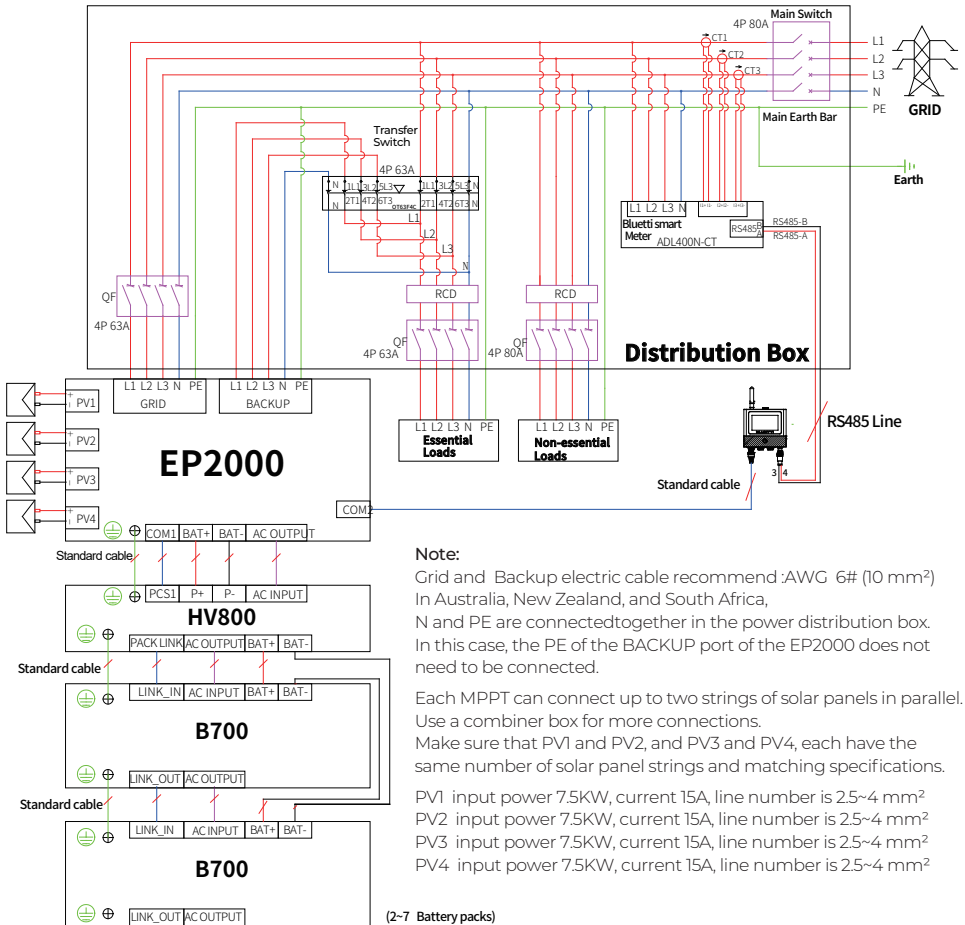 Main Switch
4P 80A
CT1
CT2
CT3
L1
L2
L3
N
PE
GRID
Main Earth Bar
Earth
Transfer
Switch
4P 63A
N 1L1 3L2 5L3 1L1 3L2 5L3 N
N 2T1 4T2 6T3 OT63F4C 2T1 4T2 6T3 N
L1
L2
L3
N
L1 L2 L3 N
Bluetti smart
Meter
ADL400N-CT
RS485
B
A
RS485-B
RS485-A
QF
4P 63A
RCD
RCD
QF
4P 63A
QF
4P 80A
Distribution Box
L1 L2 L3 N PE
GRID
L1 L2 L3 N PE
BACKUP
L1 L2 L3 N PE
Essential
Loads
L1 L2 L3 N PE
Non-essential
Loads
+ PV1
+ PV2
+ PV3
+ PV4
EP2000
COM2
RS485 Line
3 4
Standard cable
COM1 BAT+ BAT- AC OUTPUT
Standard cable
PCS1 P+ P- AC INPUT
HV800
PACK LINK AC OUTPUT BAT+ BAT-
Standard cable
LINK_IN AC INPUT BAT+ BAT-
B700
LINK_OUT AC OUTPUT
Standard cable
LINK_IN AC INPUT BAT+ BAT-
B700
LINK_OUT AC OUTPUT
(2~7 Battery packs)
Note:
Grid and Backup electric cable recommend :AWG 6# (10 mm²)
In Australia, New Zealand, and South Africa,
N and PE are connectedtogether in the power distribution box.
In this case, the PE of the BACKUP port of the EP2000 does not
need to be connected.
Each MPPT can connect up to two strings of solar panels in parallel.
Use a combiner box for more connections.
Make sure that PV1 and PV2, and PV3 and PV4, each have the
same number of solar panel strings and matching specifications.
PV1 input power 7.5KW, current 15A, line number is 2.5~4 mm²
PV2 input power 7.5KW, current 15A, line number is 2.5~4 mm²
PV3 input power 7.5KW, current 15A, line number is 2.5~4 mm²
PV4 input power 7.5KW, current 15A, line number is 2.5~4 mm²